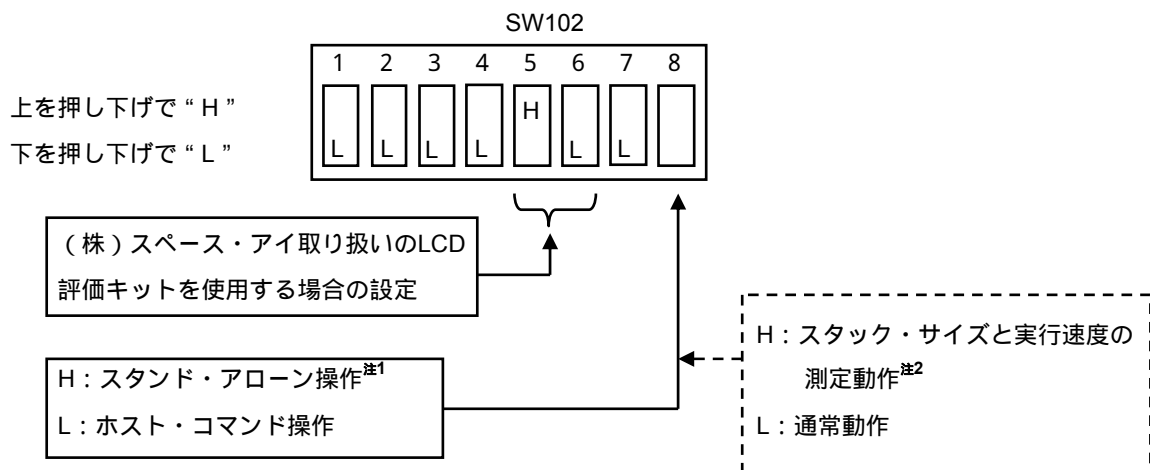 SW102
1 2 3 4 5 6 7 8
上を押し下げで“H”
下を押し下げで“L”
L L L L H L L
（株）スペース・アイ取り扱いのLCD
評価キットを使用する場合の設定
H：スタンド・アローン操作注1
L：ホスト・コマンド操作
H：スタック・サイズと実行速度の
測定動作注2
L：通常動作